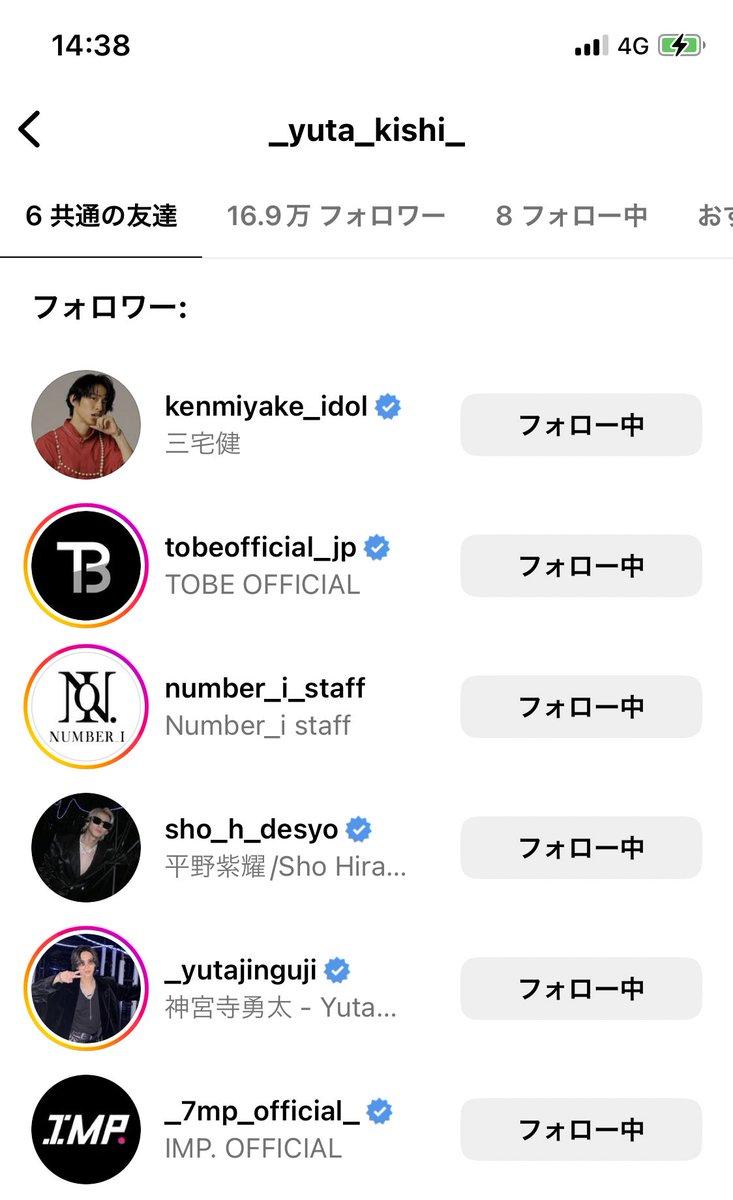 14:38
4G
_yuta_kishi_
6 共通の友達
16.9万 フォロワー
8 フォロー中
おす
フォロワー:
kenmiyake_idol
三宅健
フォロー中
TB
tobeofficial_jp
TOBE OFFICIAL
フォロー中
NUMBER I
number_i_staff
Number_i staff
フォロー中
sho_h_desyo
平野紫耀/Sho Hira...
フォロー中
_yutajinguji
神宮寺勇太 - Yuta...
フォロー中
IMP.
_7mp_official_
IMP. OFFICIAL
フォロー中